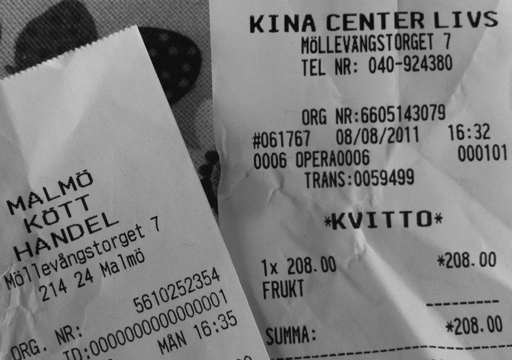 MALMÖ
KÖTT
HANDEL
Möllevångstorget 7
214 24 Malmö
ORG. NR: 5610252354
ID:0000000000000001
MÅN 16:35
KINA CENTER LIVS
MÖLLEVÅNGSTORGET 7
TEL NR: 040-924380
ORG NR:6605143079
#061767 08/08/2011 16:32
0006 OPERA0006 000101
TRANS:0059499
*KVITTO*
1x 208.00 *208.00
FRUKT
SUMMA: *208.00